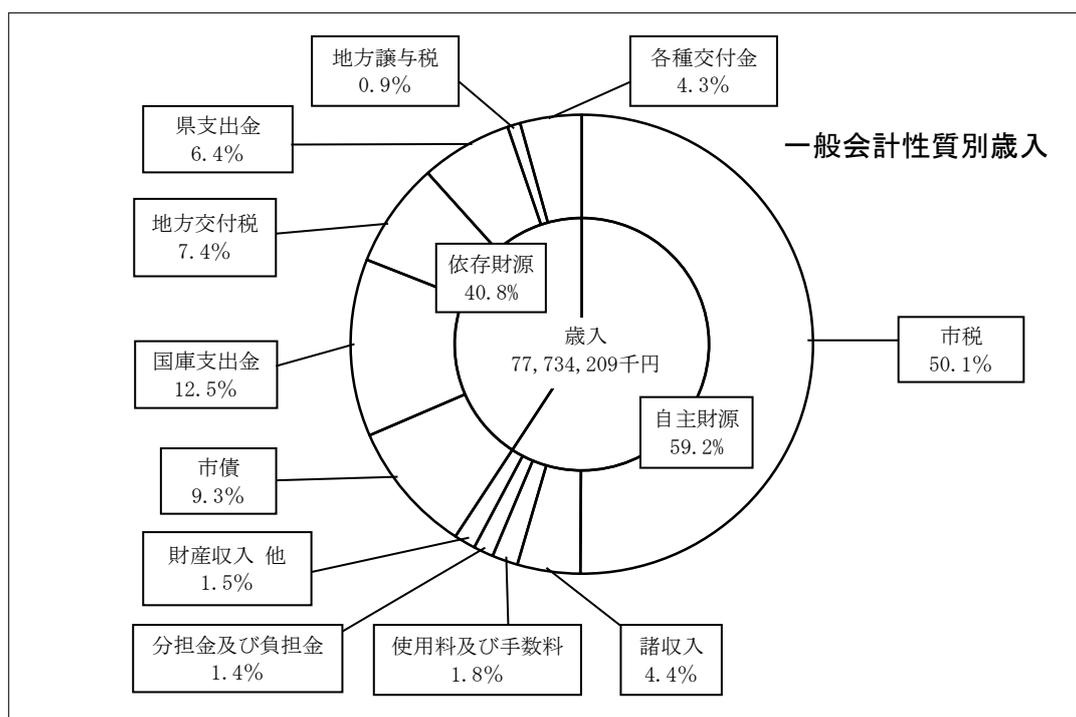 一般会計性質別歳入
地方譲与税
0.9%
各種交付金
4.3%
県支出金
6.4%
地方交付税
7.4%
依存財源
40.8%
歳入
77,734,209千円
市税
50.1%
国庫支出金
12.5%
自主財源
59.2%
市債
9.3%
財産収入 他
1.5%
分担金及び負担金
1.4%
使用料及び手数料
1.8%
諸収入
4.4%